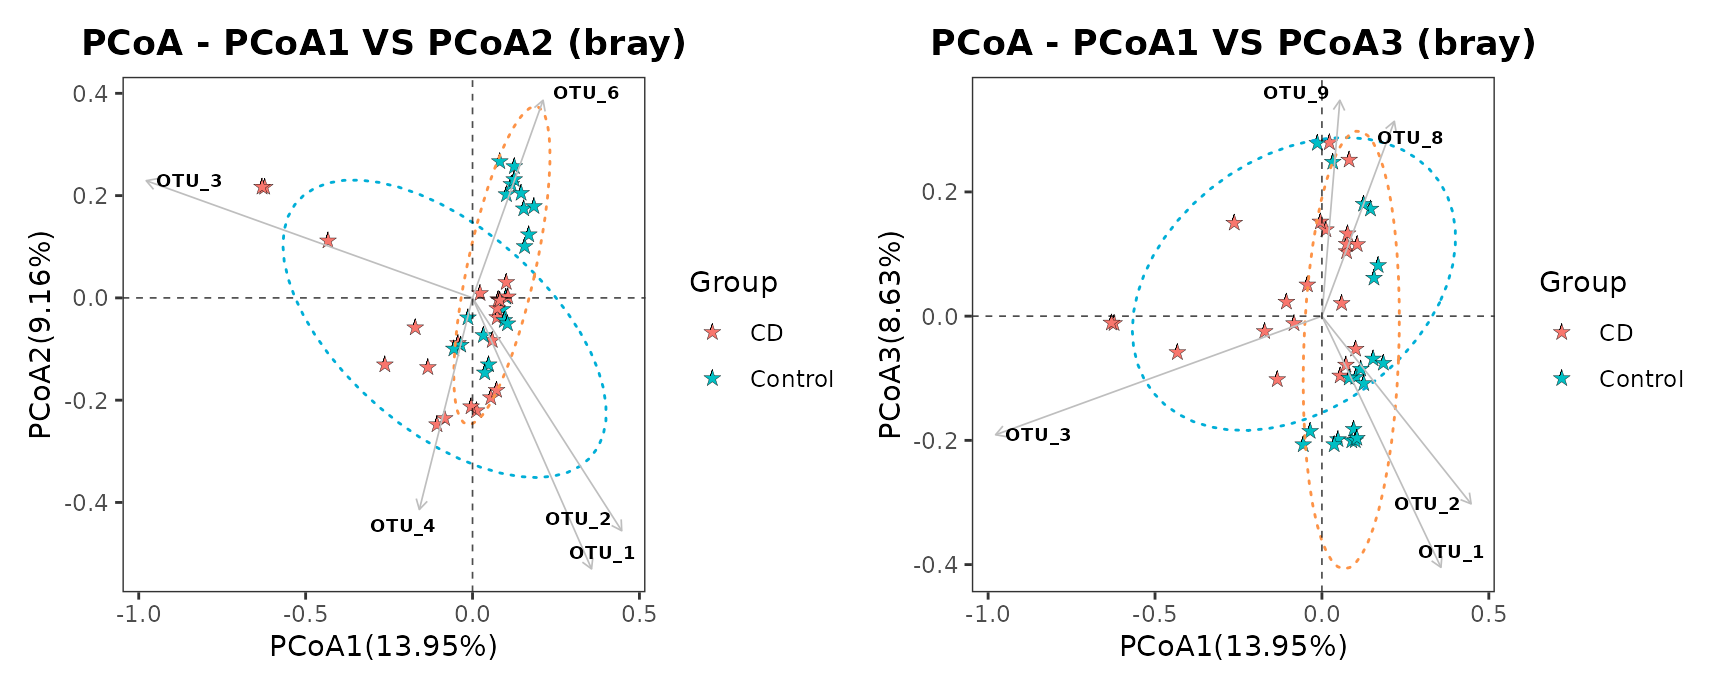 PCoA - PCoA1 VS PCoA2 (bray)
0.4
0.2
0.0
-0.2
-0.4
PCoA2(9.16%)
OTU_6
OTU_3
OTU_4
OTU_2
OTU_1
-1.0
-0.5
0.0
0.5
PCoA1(13.95%)
Group
CD
Control
PCoA - PCoA1 VS PCoA3 (bray)
0.2
0.0
-0.2
-0.4
PCoA3(8.63%)
OTU_9
OTU_8
OTU_3
OTU_2
OTU_1
-1.0
-0.5
0.0
0.5
PCoA1(13.95%)
Group
CD
Control